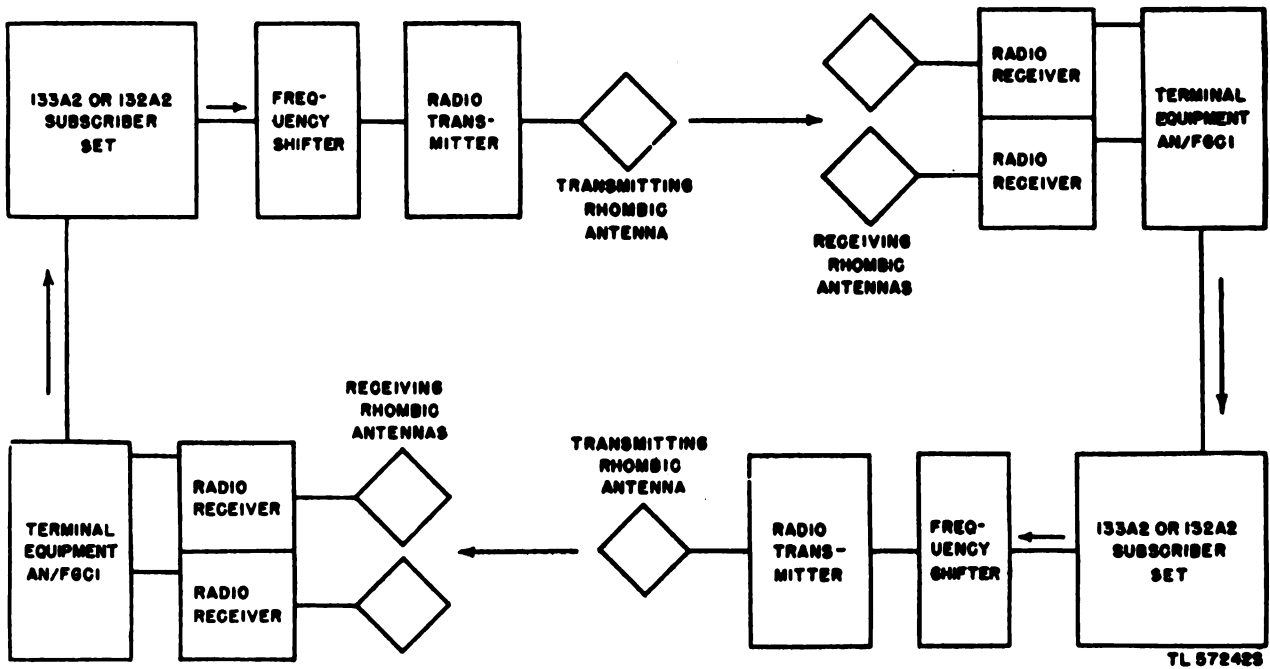 133A2 OR 132A2
SUBSCRIBER
SET
FREQ-
UENCY
SHIFTER
RADIO
TRANS-
MITTER
TRANSMITTING
RHOMBIC
ANTENNA
RECEIVING
RHOMBIC
ANTENNAS
RADIO
RECEIVER
RADIO
RECEIVER
TERMINAL
EQUIPMENT
AN/FGC1
TERMINAL
EQUIPMENT
AN/FGC1
RADIO
RECEIVER
RADIO
RECEIVER
RECEIVING
RHOMBIC
ANTENNAS
TRANSMITTING
RHOMBIC
ANTENNA
RADIO
TRANS-
MITTER
FREQ-
UENCY
SHIFTER
133A2 OR 132A2
SUBSCRIBER
SET
TL 57242S